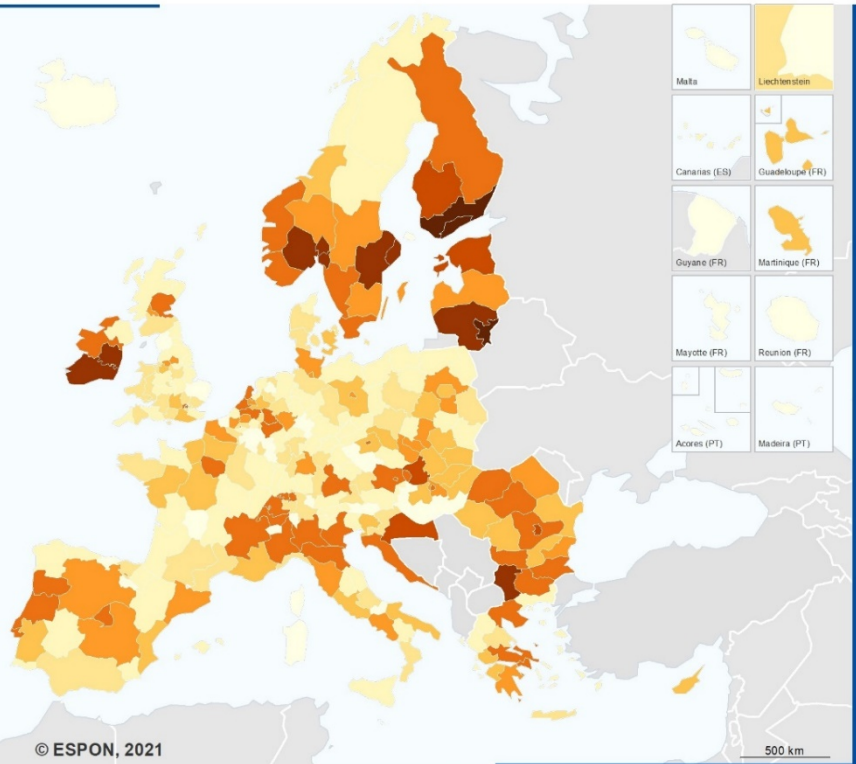 Malta
Liechtenstein
Canarias (ES)
Guadeloupe (FR)
Guyane (FR)
Martinique (FR)
Mayotte (FR)
Reunion (FR)
Acores (PT)
Madeira (PT)
© ESPON, 2021
500 km